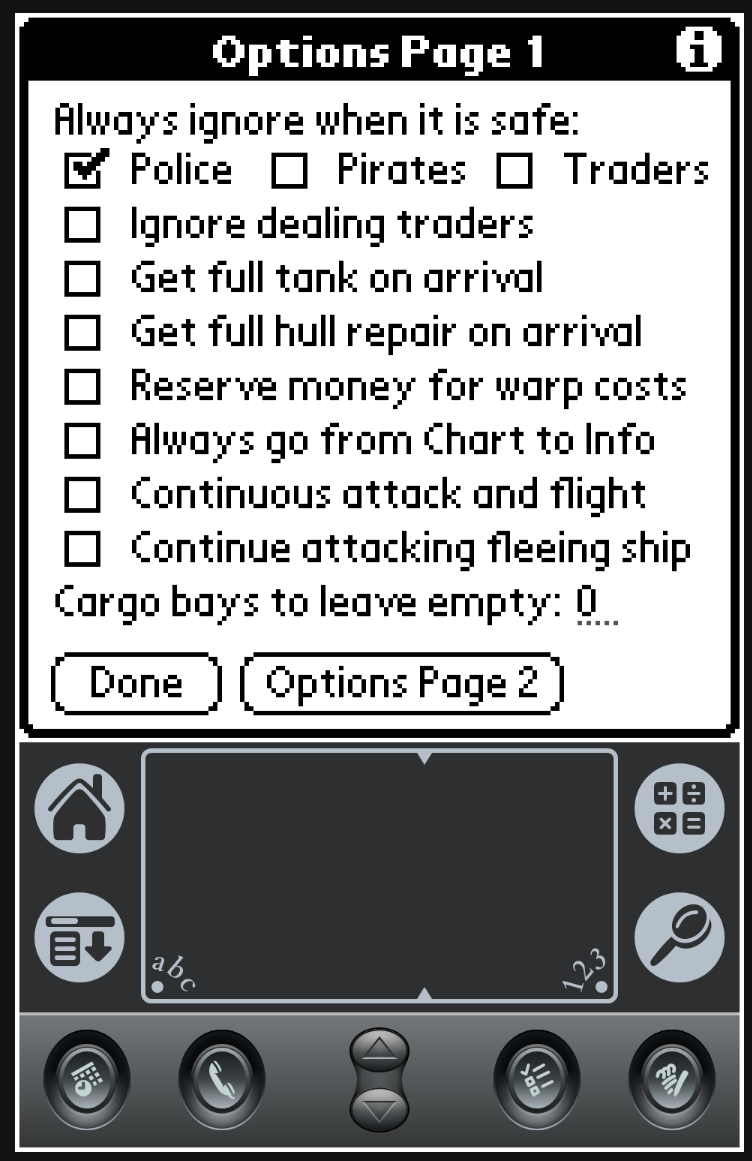 Options Page 1
Always ignore when it is safe:
Police Pirates Traders
Ignore dealing traders
Get full tank on arrival
Get full hull repair on arrival
Reserve money for warp costs
Always go from Chart to Info
Continuous attack and flight
Continue attacking fleeing ship
Cargo bays to leave empty: 0
Done Options Page 2
abc 123